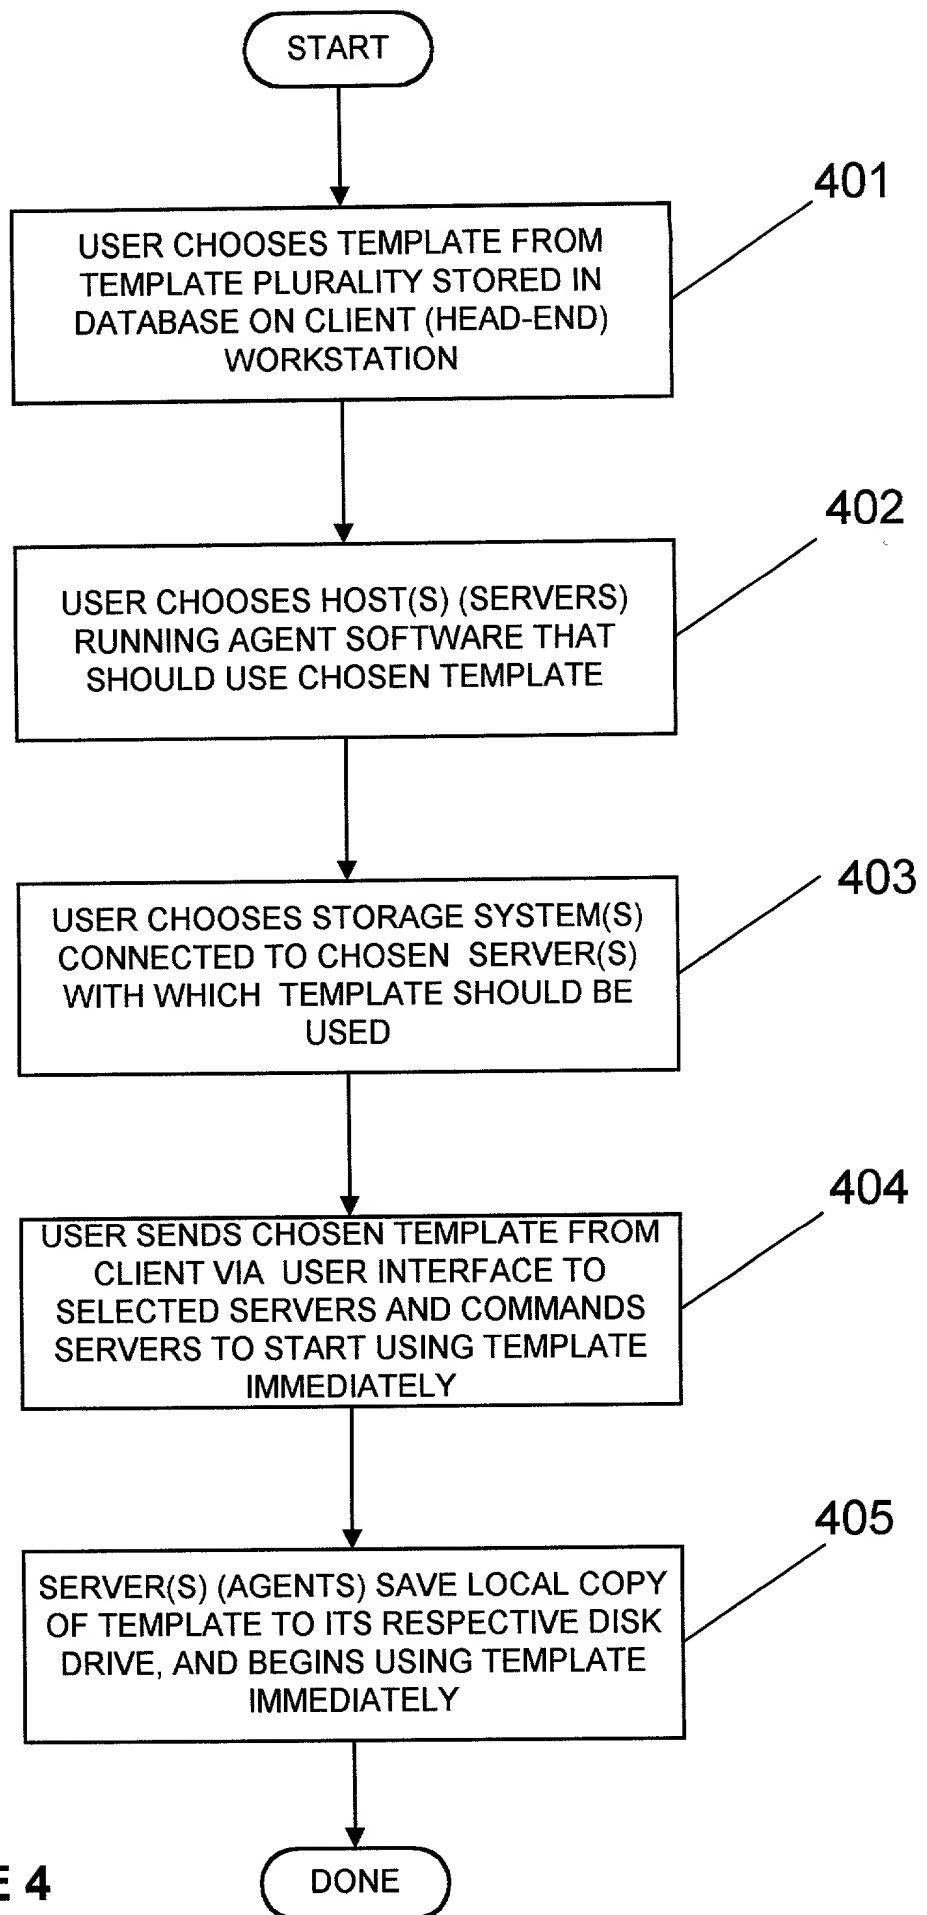 START
401
USER CHOOSES TEMPLATE FROM
TEMPLATE PLURALITY STORED IN
DATABASE ON CLIENT (HEAD-END)
WORKSTATION
402
USER CHOOSES HOST(S) (SERVERS)
RUNNING AGENT SOFTWARE THAT
SHOULD USE CHOSEN TEMPLATE
403
USER CHOOSES STORAGE SYSTEM(S)
CONNECTED TO CHOSEN SERVER(S)
WITH WHICH TEMPLATE SHOULD BE
USED
404
USER SENDS CHOSEN TEMPLATE FROM
CLIENT VIA USER INTERFACE TO
SELECTED SERVERS AND COMMANDS
SERVERS TO START USING TEMPLATE
IMMEDIATELY
405
SERVER(S) (AGENTS) SAVE LOCAL COPY
OF TEMPLATE TO ITS RESPECTIVE DISK
DRIVE, AND BEGINS USING TEMPLATE
IMMEDIATELY
DONE
E 4